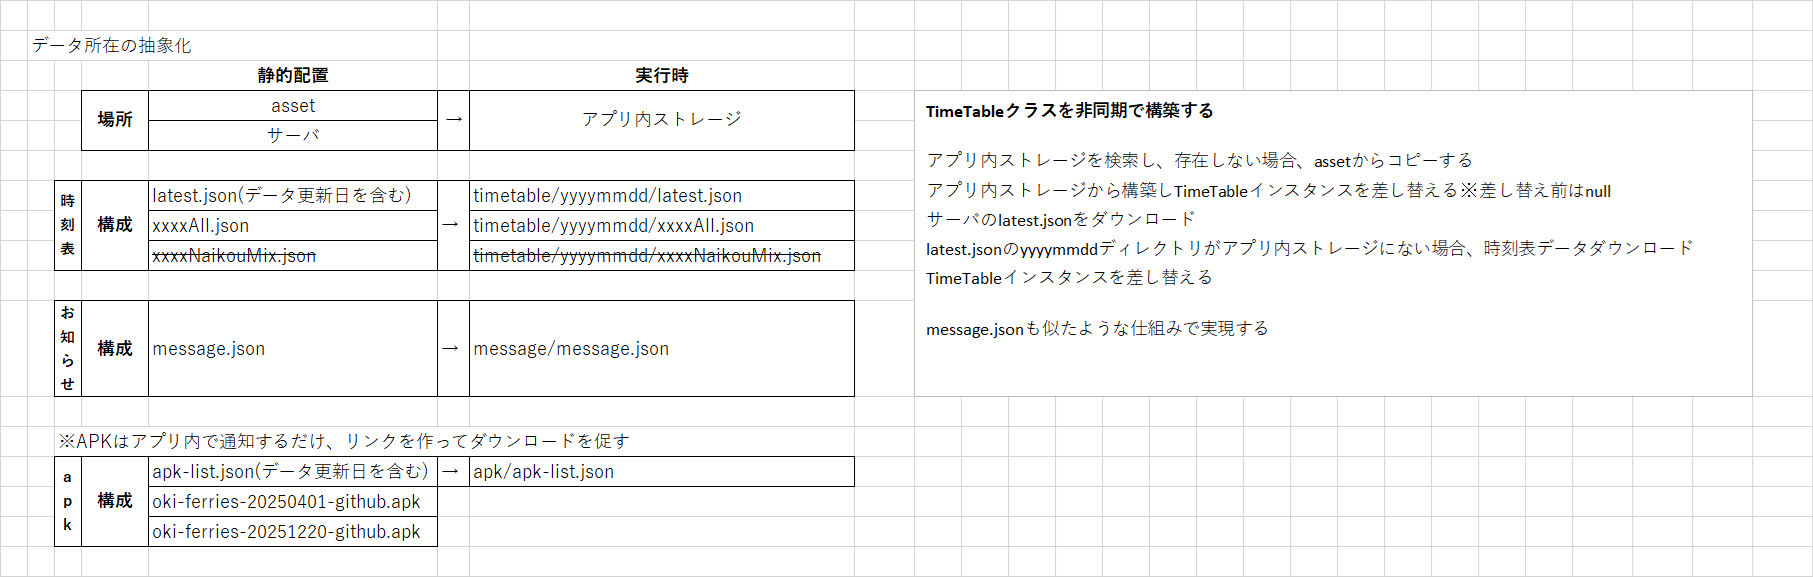 データ所在の抽象化
静的配置 実行時
場所 asset → アプリ内ストレージ
サーバ
時刻表 構成 latest.json(データ更新日を含む) → timetable/yyyymmdd/latest.json
xxxxAll.json timetable/yyyymmdd/xxxxAll.json
xxxxNaikouMix.json timetable/yyyymmdd/xxxxNaikouMix.json
お知らせ 構成 message.json → message/message.json
※APKはアプリ内で通知するだけ、リンクを作ってダウンロードを促す
apk 構成 apk-list.json(データ更新日を含む) → apk/apk-list.json
oki-ferries-20250401-github.apk
oki-ferries-20251220-github.apk
TimeTableクラスを非同期で構築する
アプリ内ストレージを検索し、存在しない場合、assetからコピーする
アプリ内ストレージから構築しTimeTableインスタンスを差し替える※差し替え前はnull
サーバのlatest.jsonをダウンロード
latest.jsonのyyyymmddディレクトリがアプリ内ストレージにない場合、時刻表データダウンロード
TimeTableインスタンスを差し替える
message.jsonも似たような仕組みで実現する